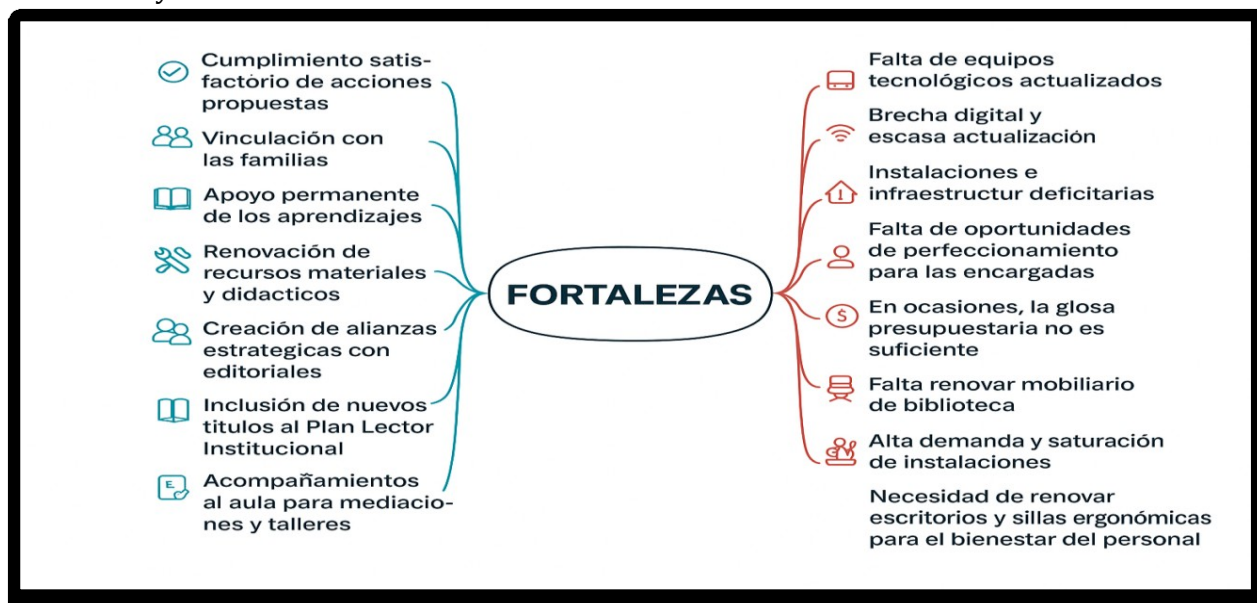 Cumplimiento satis-
factório de acciones
propuestas
Vinculación con
las familias
Apoyo permanente
de los aprendizajes
Renovación de
recursos materiales
y didacticos
Creación de alianzas
estrategicas con
editoriales
Inclusión de nuevos
titulos al Plan Lector
Institucional
Acompañamientos
al aula para mediacio-
nes y talleres
FORTALEZAS
Falta de equipos
tecnológicos actualizados
Brecha digital y
escasa actualización
Instalaciones e
infraestructur deficitarias
Falta de oportunidades
de perfeccionamiento
para las encargadas
En ocasiones, la glosa
presupuestaria no es
suficiente
Falta renovar mobiliario
de biblioteca
Alta demanda y saturación
de instalaciones
Necesidad de renovar
escritorios y sillas ergonómicas
para el bienestar del personal